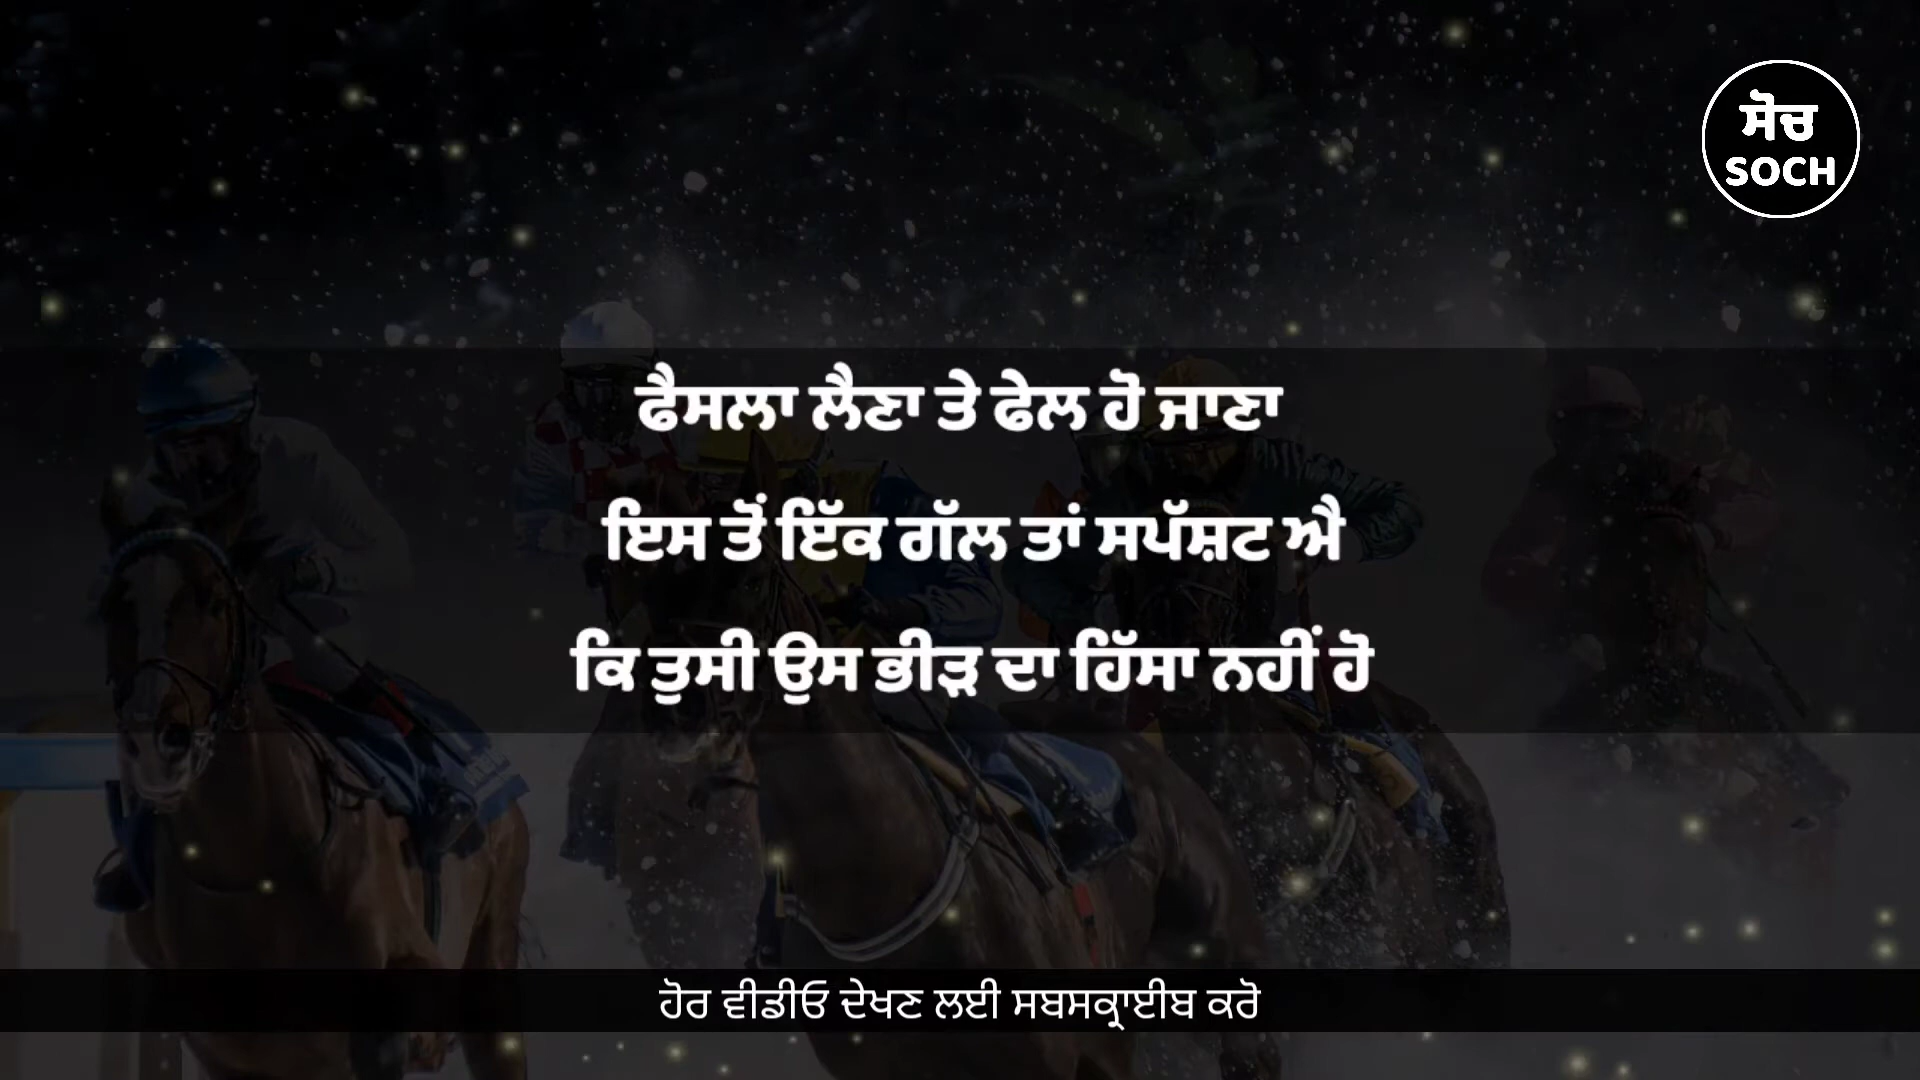 ਸੋਚ
SOCH
ਫੈਸਲਾ ਲੈਣਾ ਤੇ ਫੇਲ ਹੋ ਜਾਣਾ
ਇਸ ਤੋਂ ਇੱਕ ਗੱਲ ਤਾਂ ਸਪੱਸ਼ਟ ਐ
ਕਿ ਤੁਸੀ ਉਸ ਭੀੜ ਦਾ ਹਿੱਸਾ ਨਹੀਂ ਹੋ
ਹੋਰ ਵੀਡੀਓ ਦੇਖਣ ਲਈ ਸਬਸਕ੍ਰਾਈਬ ਕਰੋ